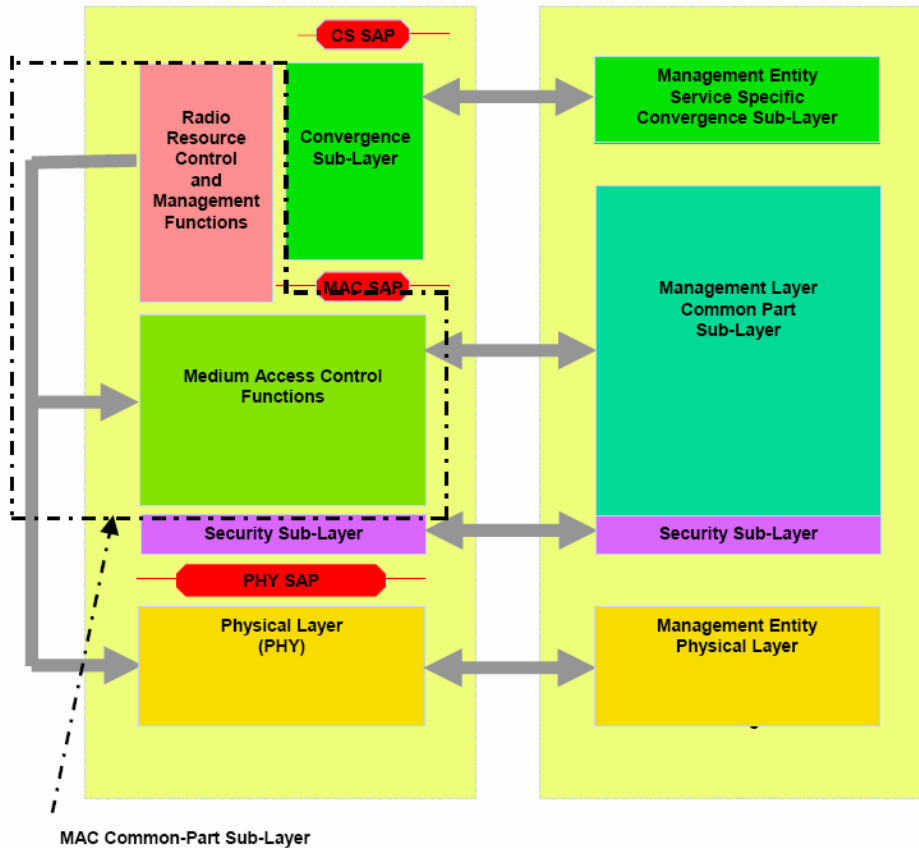 CS SAP
Radio
Resource
Control
and
Management
Functions
Convergence
Sub-Layer
MAC SAP
Medium Access Control
Functions
Security Sub-Layer
PHY SAP
Physical Layer
(PHY)
Management Entity
Service Specific
Convergence Sub-Layer
Management Layer
Common Part
Sub-Layer
Security Sub-Layer
Management Entity
Physical Layer
MAC Common-Part Sub-Layer